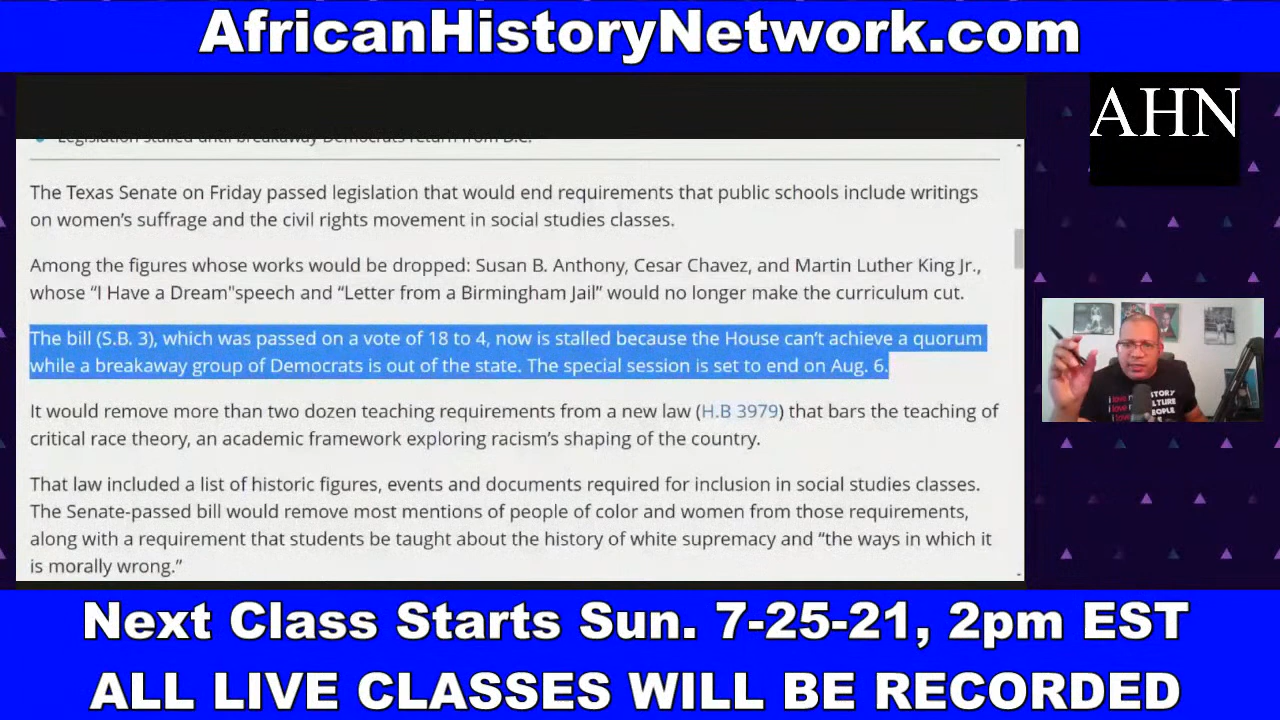 AfricanHistoryNetwork.com
AHN
Legislation stalled until breakaway Democrats return from D.C.
The Texas Senate on Friday passed legislation that would end requirements that public schools include writings
on women’s suffrage and the civil rights movement in social studies classes.
Among the figures whose works would be dropped: Susan B. Anthony, Cesar Chavez, and Martin Luther King Jr.,
whose “I Have a Dream"speech and “Letter from a Birmingham Jail” would no longer make the curriculum cut.
The bill (S.B. 3), which was passed on a vote of 18 to 4, now is stalled because the House can’t achieve a quorum
while a breakaway group of Democrats is out of the state. The special session is set to end on Aug. 6.
It would remove more than two dozen teaching requirements from a new law (H.B 3979) that bars the teaching of
critical race theory, an academic framework exploring racism’s shaping of the country.
That law included a list of historic figures, events and documents required for inclusion in social studies classes.
The Senate-passed bill would remove most mentions of people of color and women from those requirements,
along with a requirement that students be taught about the history of white supremacy and “the ways in which it
is morally wrong.”
Next Class Starts Sun. 7-25-21, 2pm EST
ALL LIVE CLASSES WILL BE RECORDED